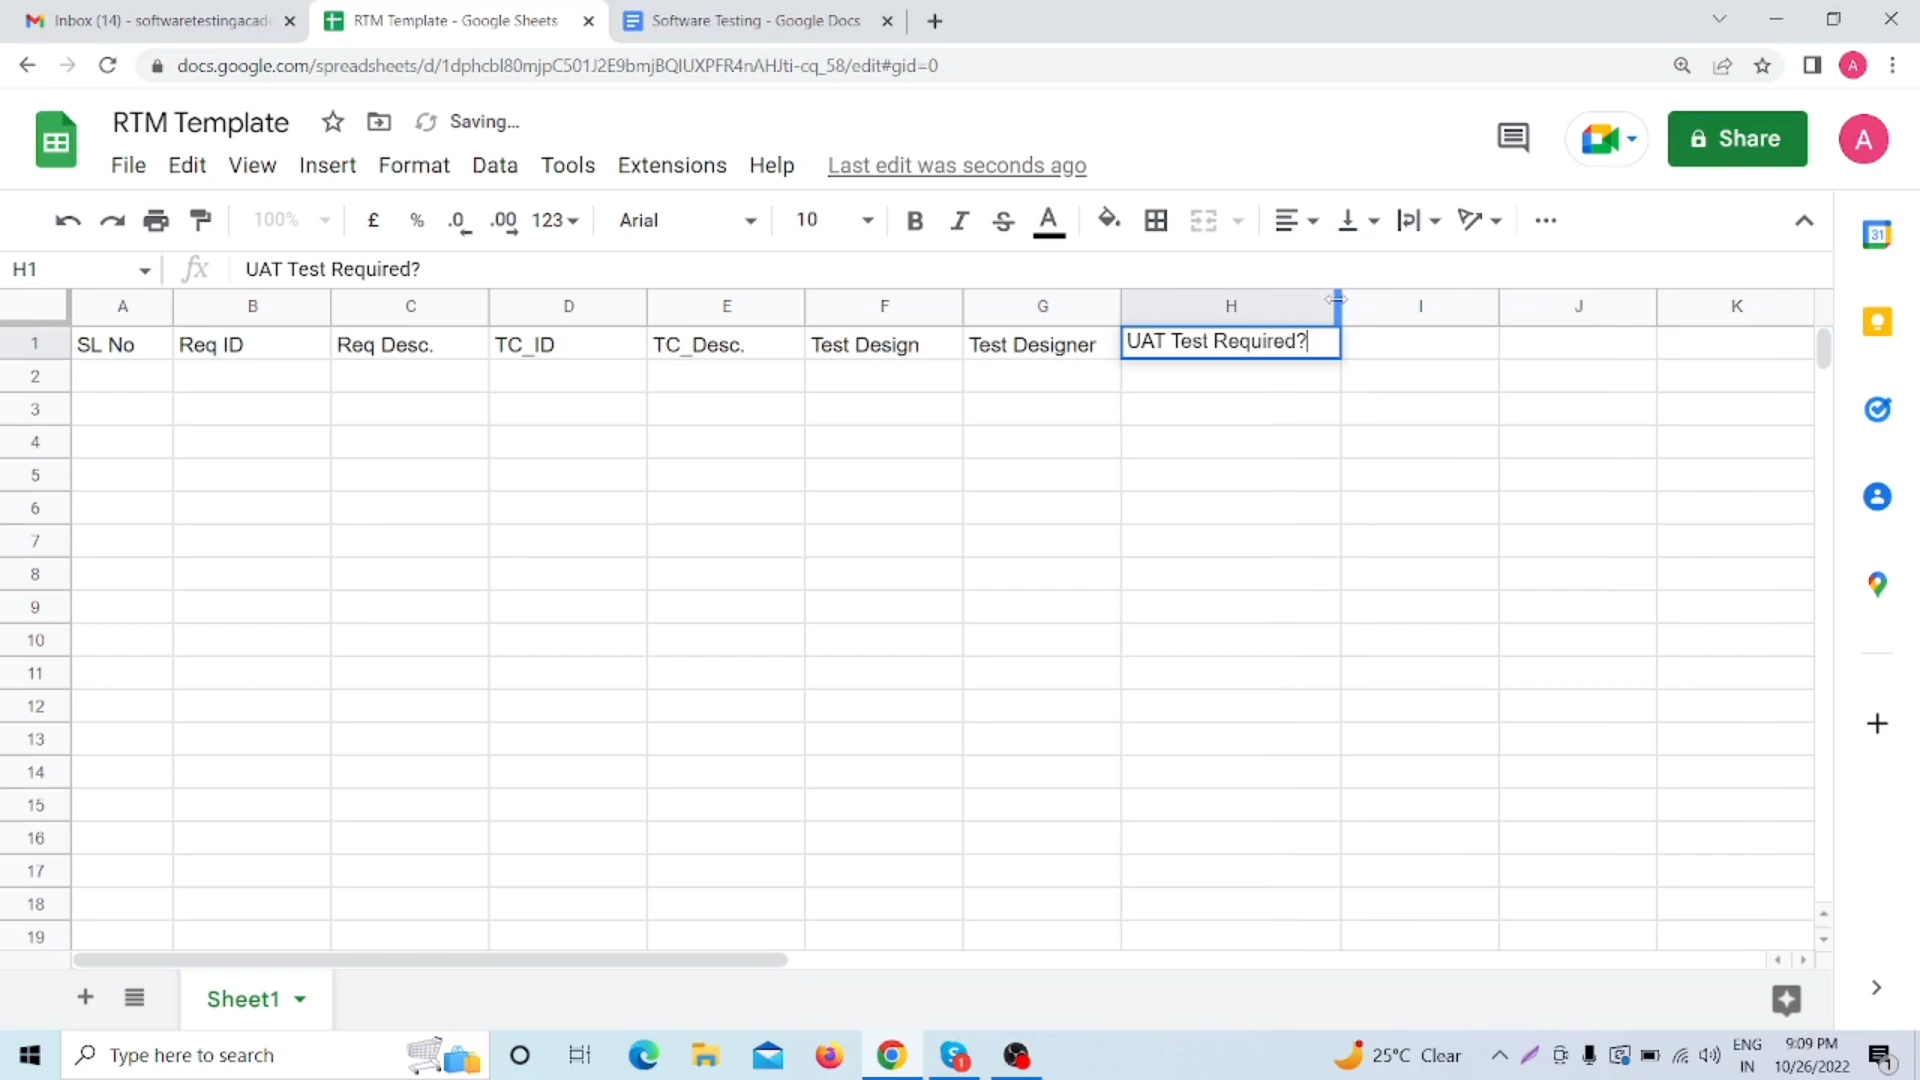 Inbox (14) - softwaretestingacade
RTM Template - Google Sheets
Software Testing - Google Docs
docs.google.com/spreadsheets/d/1dphcbl80mjpC501J2E9bmjBQIUXPFR4nAHJti-cq_58/edit#gid=0
A
RTM Template
Saving...
Share
A
File Edit View Insert Format Data Tools Extensions Help Last edit was seconds ago
100% £ % .0 .00 123 Arial 10 B I S A
31
H1 fx UAT Test Required?
A B C D E F G H I J K
1 SL No Req ID Req Desc. TC_ID TC_Desc. Test Design Test Designer UAT Test Required?
2
3
4
5
6
7
8
9
10
11
12
13
14
15
16
17
18
19
Sheet1
Type here to search
1
25°C Clear
ENG
IN
9:09 PM
10/26/2022
1